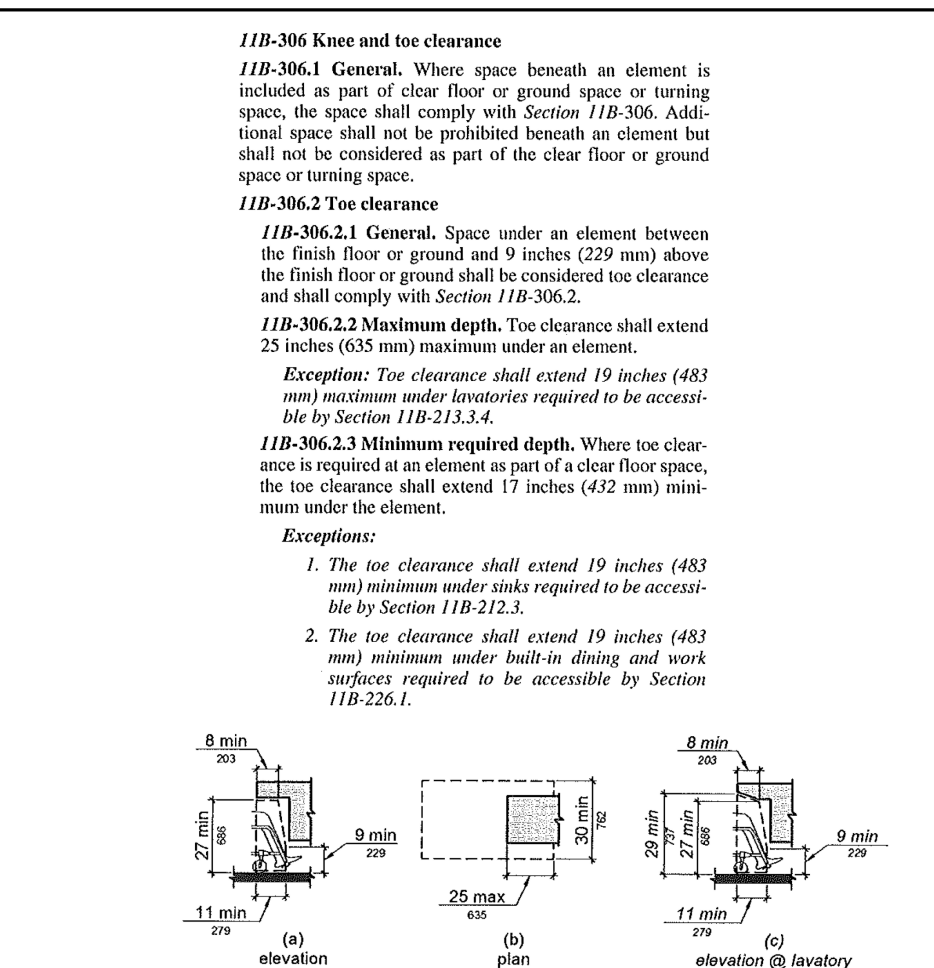 11B-306 Knee and toe clearance
11B-306.1 General. Where space beneath an element is
included as part of clear floor or ground space or turning
space, the space shall comply with Section 11B-306. Addi-
tional space shall not be prohibited beneath an element but
shall not be considered as part of the clear floor or ground
space or turning space.
11B-306.2 Toe clearance
11B-306.2.1 General. Space under an element between
the finish floor or ground and 9 inches (229 mm) above
the finish floor or ground shall be considered toe clearance
and shall comply with Section 11B-306.2.
11B-306.2.2 Maximum depth. Toe clearance shall extend
25 inches (635 mm) maximum under an element.
Exception: Toe clearance shall extend 19 inches (483
mm) maximum under lavatories required to be accessi-
ble by Section 11B-213.3.4.
11B-306.2.3 Minimum required depth. Where toe clear-
ance is required at an element as part of a clear floor space,
the toe clearance shall extend 17 inches (432 mm) mini-
mum under the element.
Exceptions:
1. The toe clearance shall extend 19 inches (483
mm) minimum under sinks required to be accessi-
ble by Section 11B-212.3.
2. The toe clearance shall extend 19 inches (483
mm) minimum under built-in dining and work
surfaces required to be accessible by Section
11B-226.1.
8 min
203
27 min
686
9 min
229
11 min
279
(a)
elevation
30 min
762
25 max
635
(b)
plan
8 min
203
29 min
737
27 min
686
9 min
229
11 min
279
(c)
elevation @ lavatory